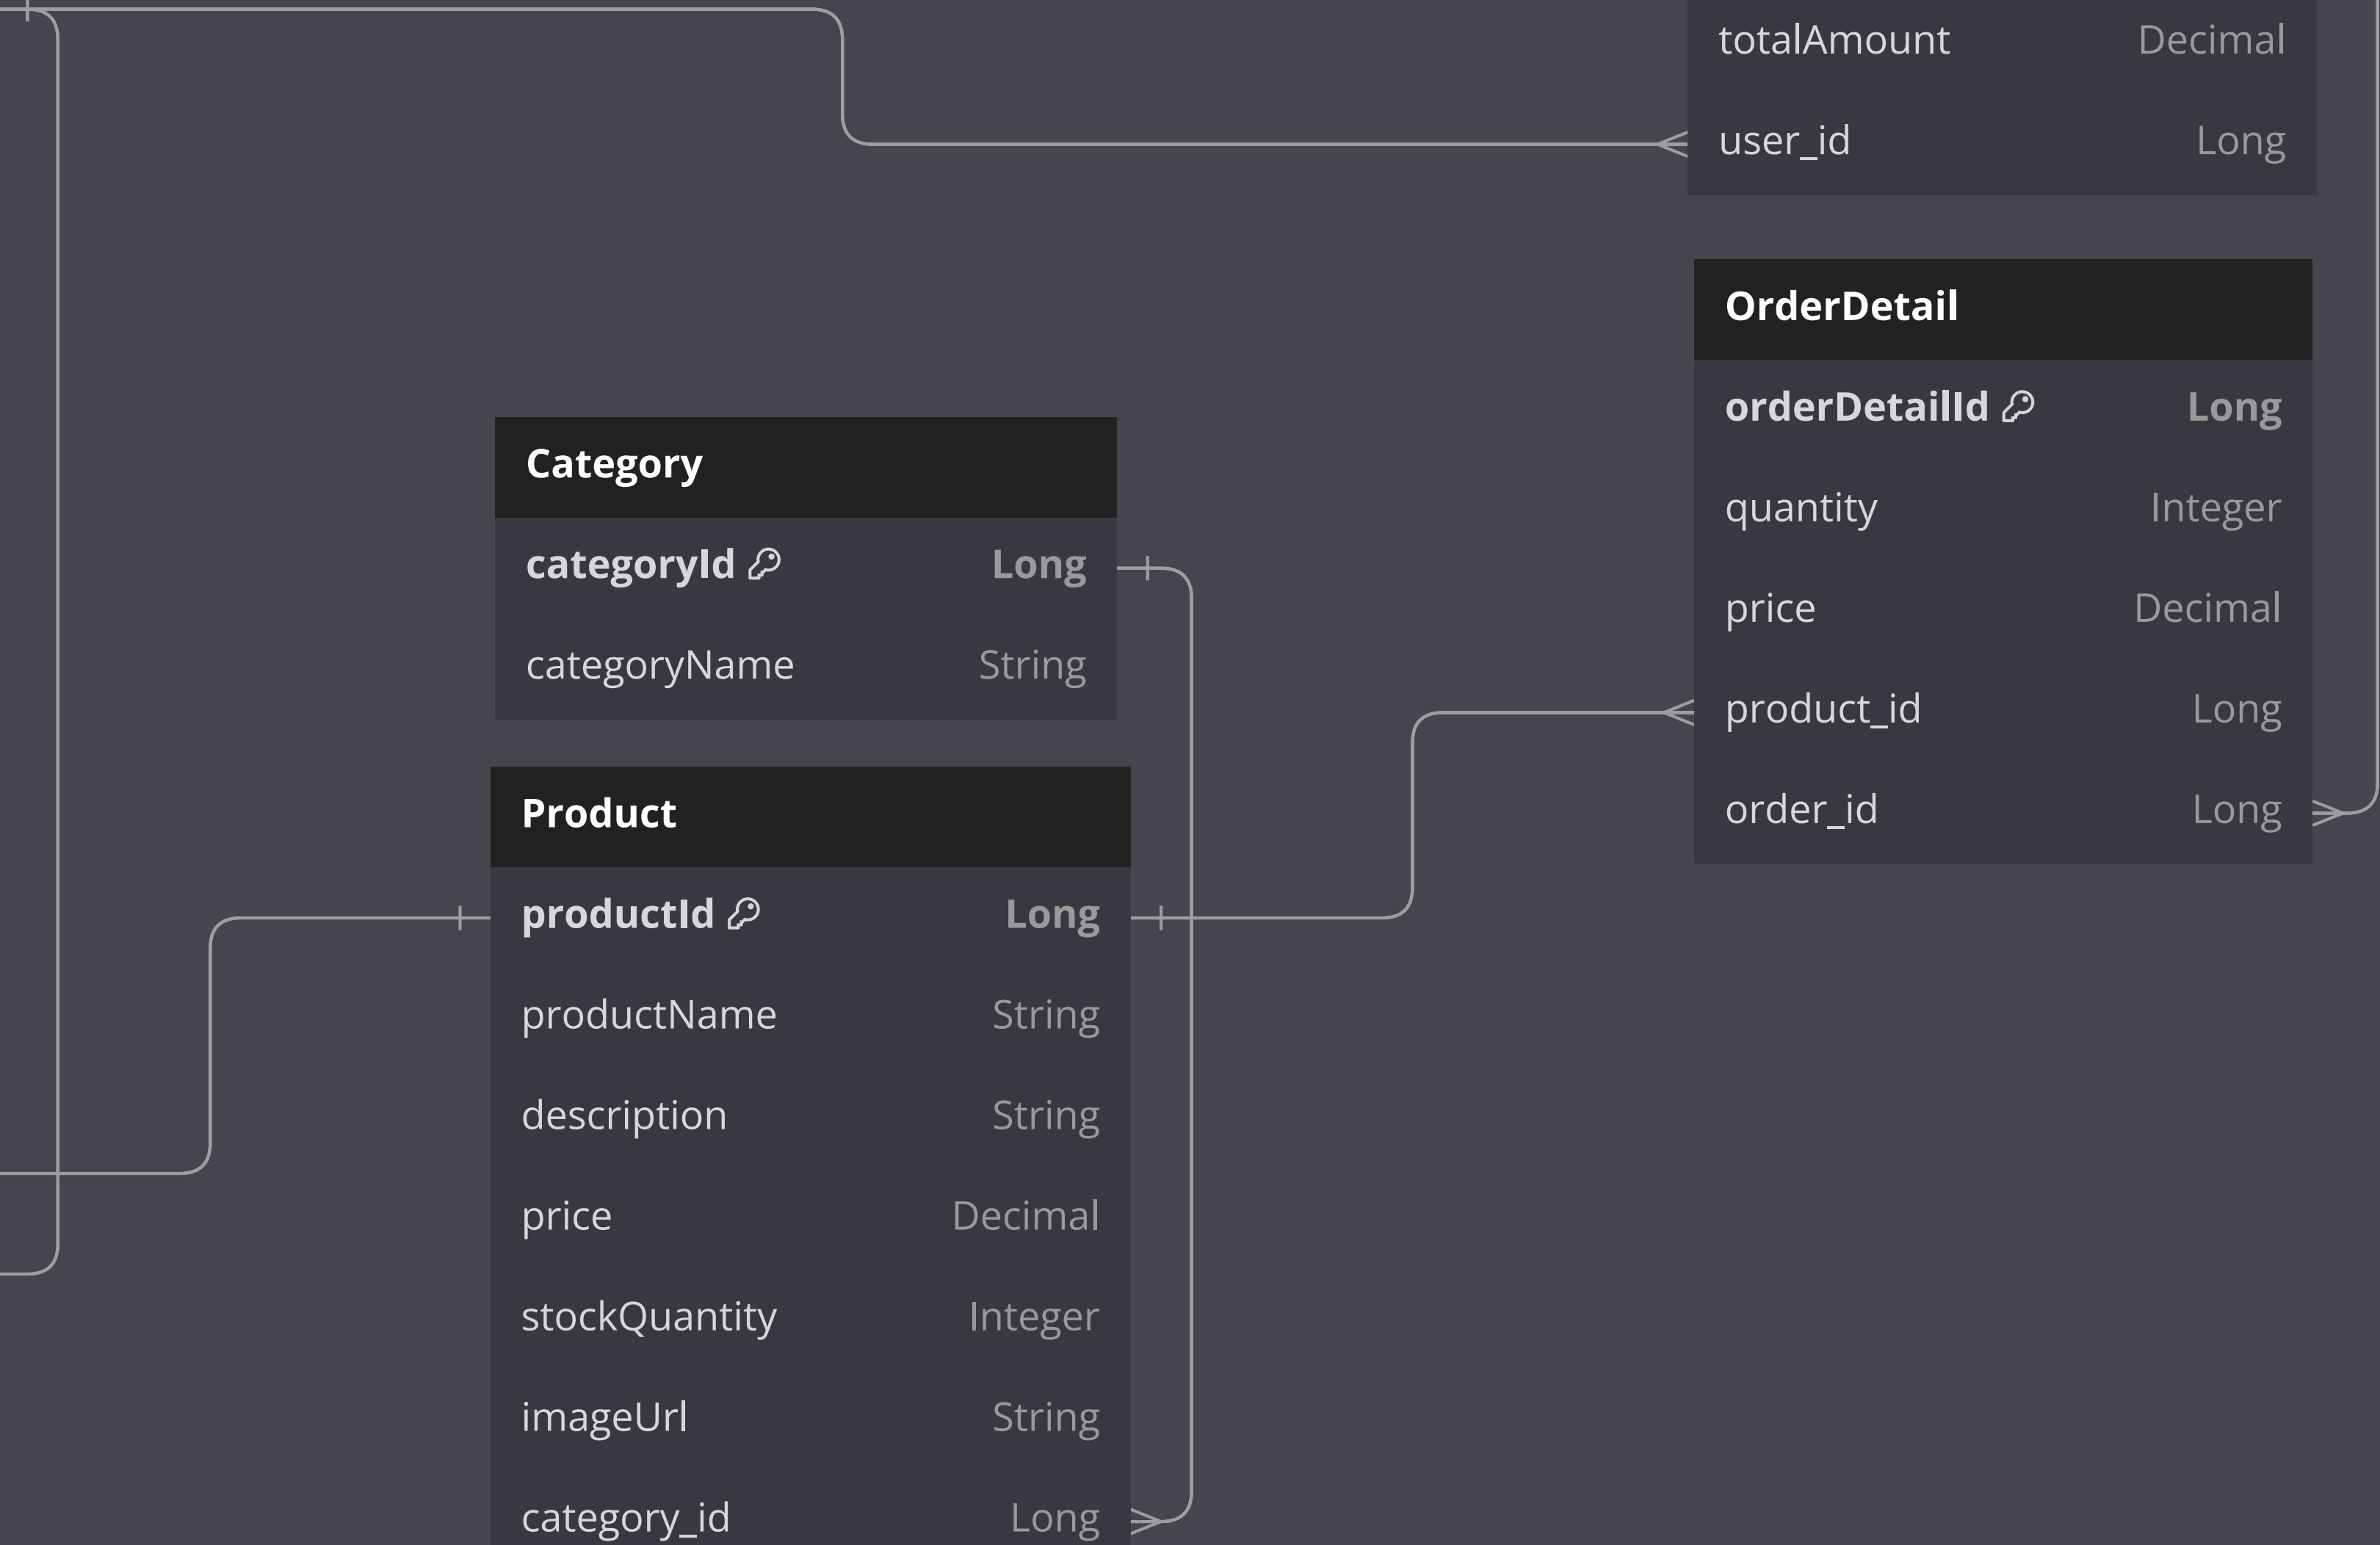 totalAmount Decimal
user_id Long
OrderDetail
orderDetailId Long
quantity Integer
price Decimal
product_id Long
order_id Long
Category
categoryId Long
categoryName String
Product
productId Long
productName String
description String
price Decimal
stockQuantity Integer
imageUrl String
category_id Long